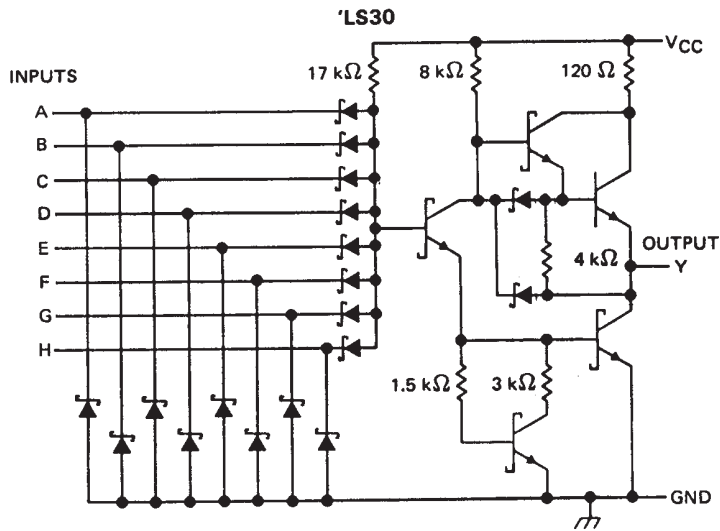 'LS30
VCC
17 kΩ 8 kΩ 120 Ω
INPUTS
A
B
C
D
E
F
G
H
OUTPUT
4 kΩ
Y
1.5 kΩ 3 kΩ
GND